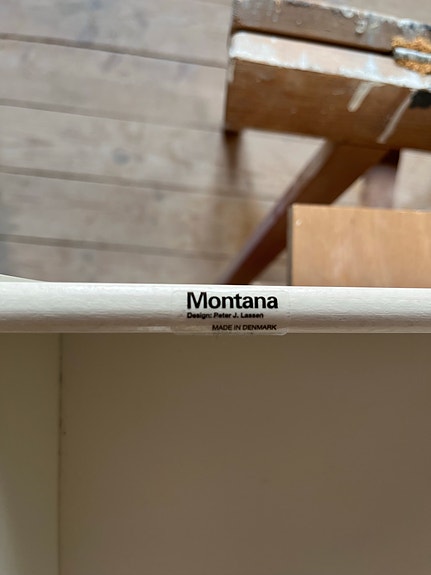 Montana
Design: Peter J. Lassen
MADE IN DENMARK